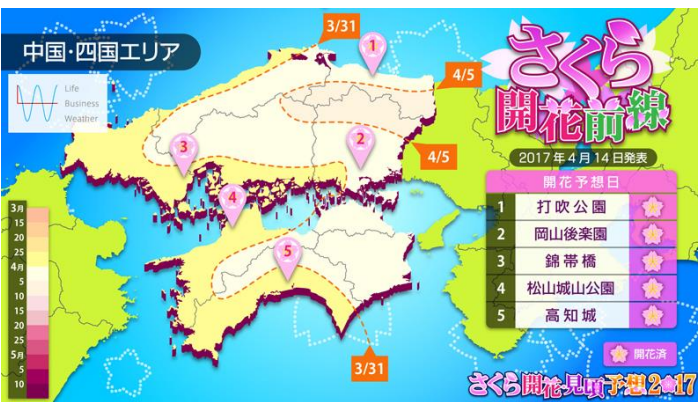 中国・四国エリア
Life
Business
Weather
3/31
4/5
4/5
3/31
1
2
3
4
5
3月
15
20
25
4月
5
10
15
20
25
5月
5
10
さくら
開花前線
2017年4月14日発表
開花予想日
1 打吹公園
2 岡山後楽園
3 錦帯橋
4 松山城山公園
5 高知城
開花済
さくら開花・見頃予想2017